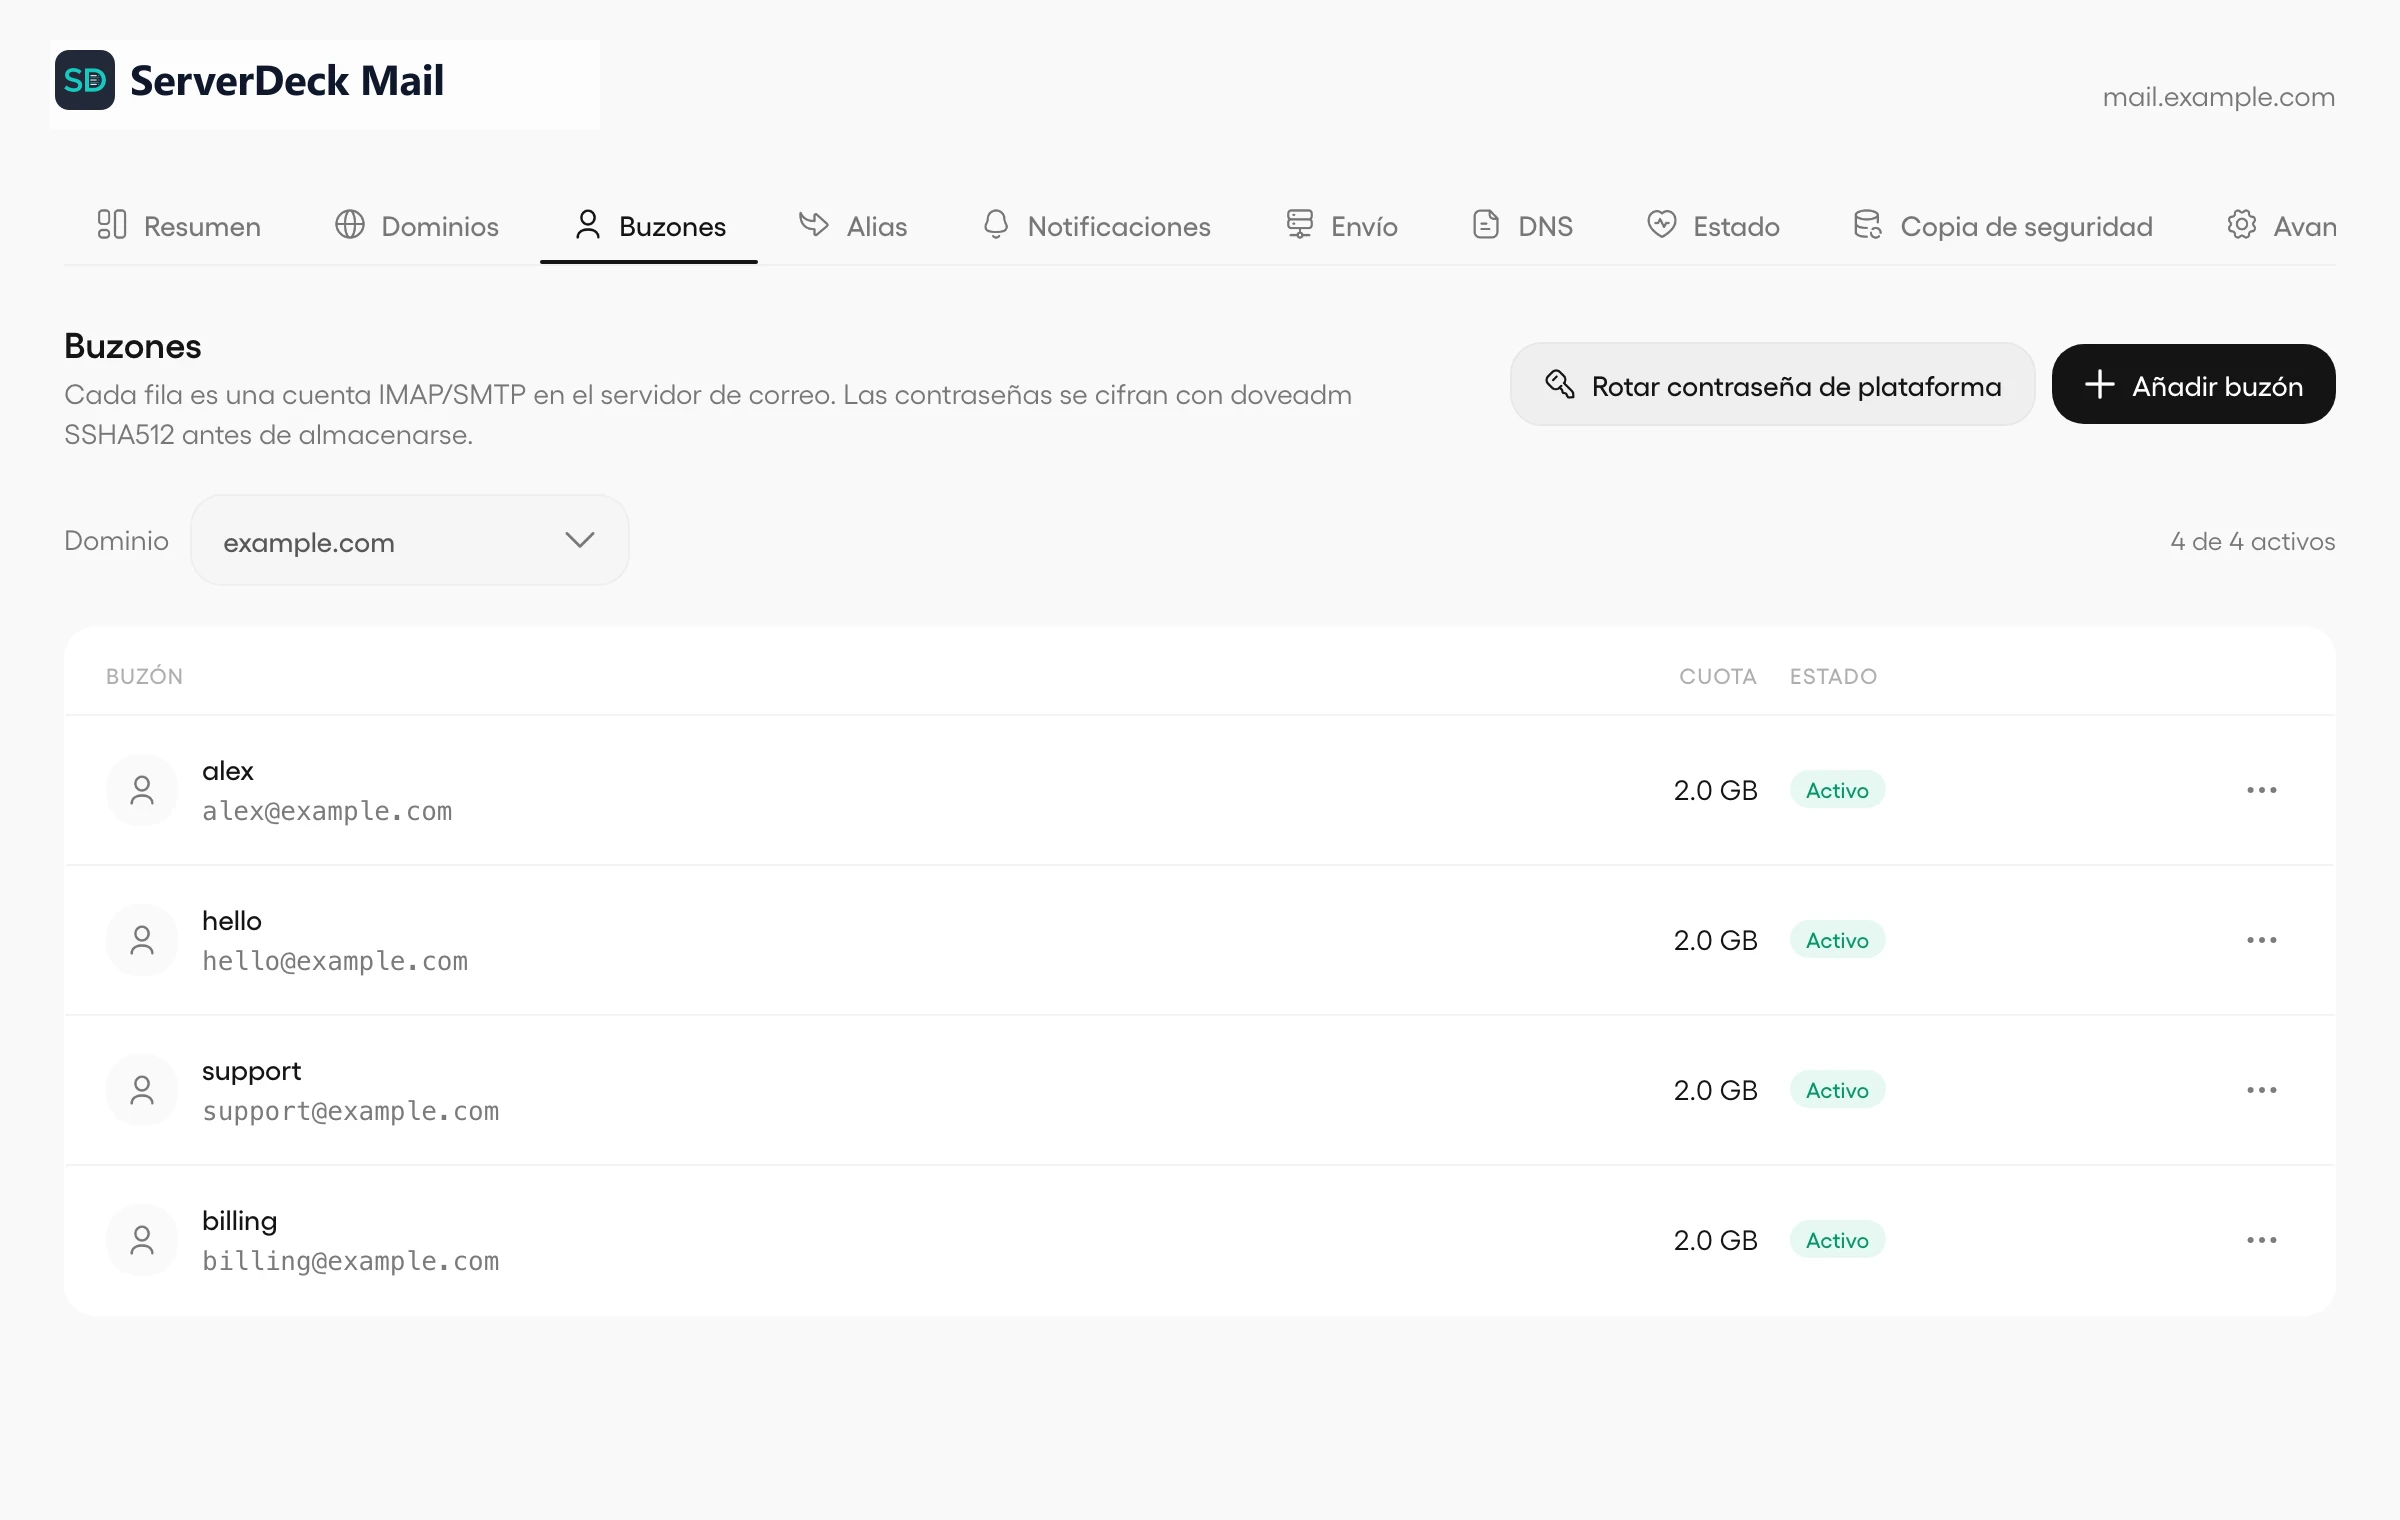 SD ServerDeck Mail
mail.example.com
Resumen Dominios Buzones Alias Notificaciones Envío DNS Estado Copia de seguridad Avan
Buzones
Cada fila es una cuenta IMAP/SMTP en el servidor de correo. Las contraseñas se cifran con doveadm
SSHA512 antes de almacenarse.
Rotar contraseña de plataforma
Añadir buzón
Dominio example.com 4 de 4 activos
BUZÓN CUOTA ESTADO
alex
alex@example.com
2.0 GB Activo
hello
hello@example.com
2.0 GB Activo
support
support@example.com
2.0 GB Activo
billing
billing@example.com
2.0 GB Activo